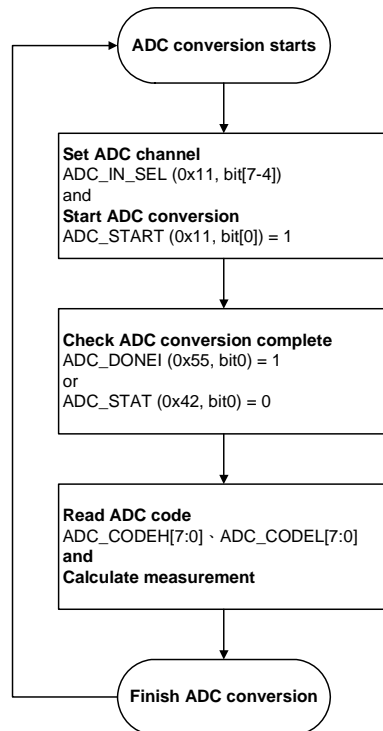 ADC conversion starts
Set ADC channel
ADC_IN_SEL (0x11, bit[7-4])
and
Start ADC conversion
ADC_START (0x11, bit[0]) = 1
Check ADC conversion complete
ADC_DONEI (0x55, bit0) = 1
or
ADC_STAT (0x42, bit0) = 0
Read ADC code
ADC_CODEH[7:0]、ADC_CODEL[7:0]
and
Calculate measurement
Finish ADC conversion